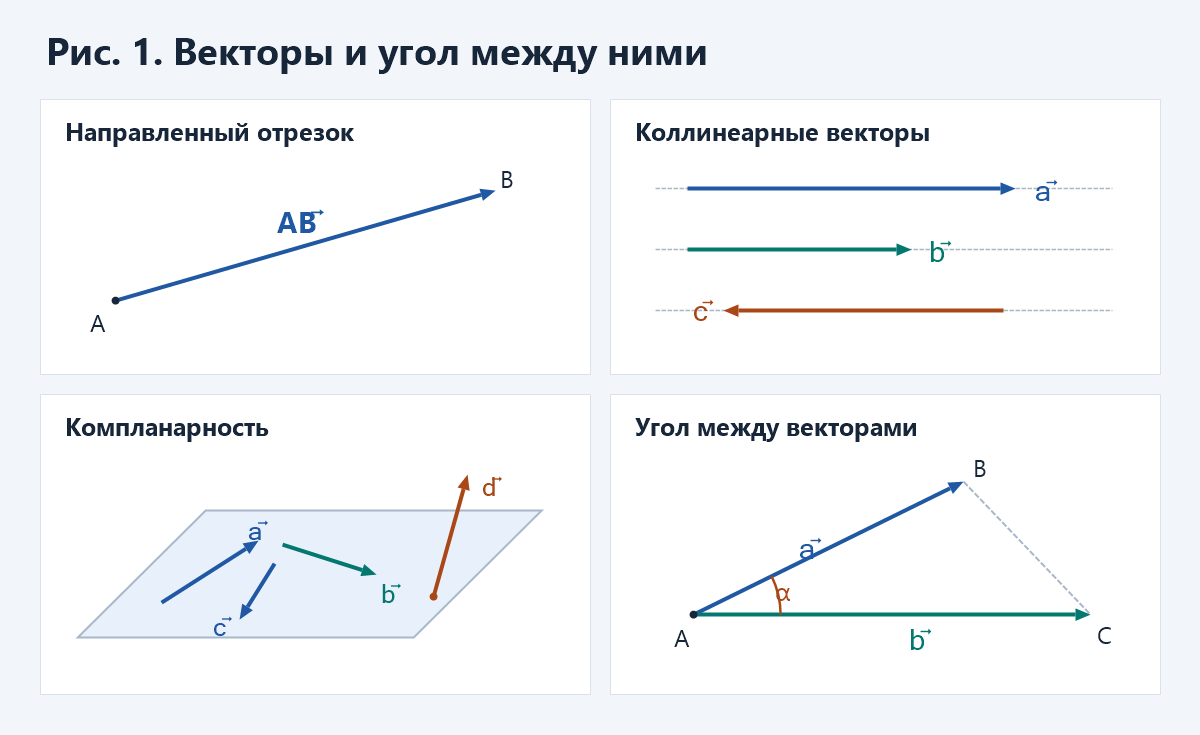 Рис. 1. Векторы и угол между ними
Направленный отрезок
B
AB⃗
A
Коллинеарные векторы
a⃗
b⃗
c⃗
Компланарность
d⃗
a⃗
b⃗
c⃗
Угол между векторами
B
a⃗
α
A
b⃗
C